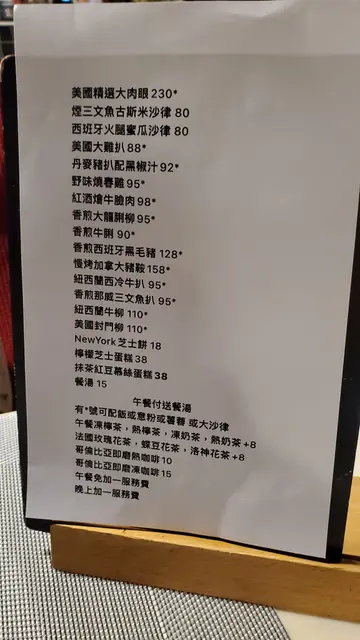 美國精選大肉眼 230*
煙三文魚古斯米沙律 80
西班牙火腿蜜瓜沙律 80
美國大雞扒 88*
丹麥豬扒配黑椒汁 92*
野味燒春雞 95*
紅酒燴牛臉肉 98*
香煎大龍脷柳 95*
香煎牛脷 90*
香煎西班牙黑毛豬 128*
慢烤加拿大豬鞍 158*
紐西蘭西冷牛扒 95*
香煎那威三文魚扒 95*
紐西蘭牛柳 110*
美國封門柳 110*
NewYork 芝士餅 18
檸檬芝士蛋糕 38
抹茶紅豆慕絲蛋糕 38
餐湯 15
午餐付送餐湯
有*號可配飯或意粉或薯蓉 或大沙律
午餐凍檸茶，熱檸茶，凍奶茶，熱奶茶 +8
法國玫瑰花茶，蝶豆花茶，洛神花茶 +8
哥倫比亞即磨熱咖啡 10
哥倫比亞即磨凍咖啡 15
午餐免加一服務費
晚上加一服務費